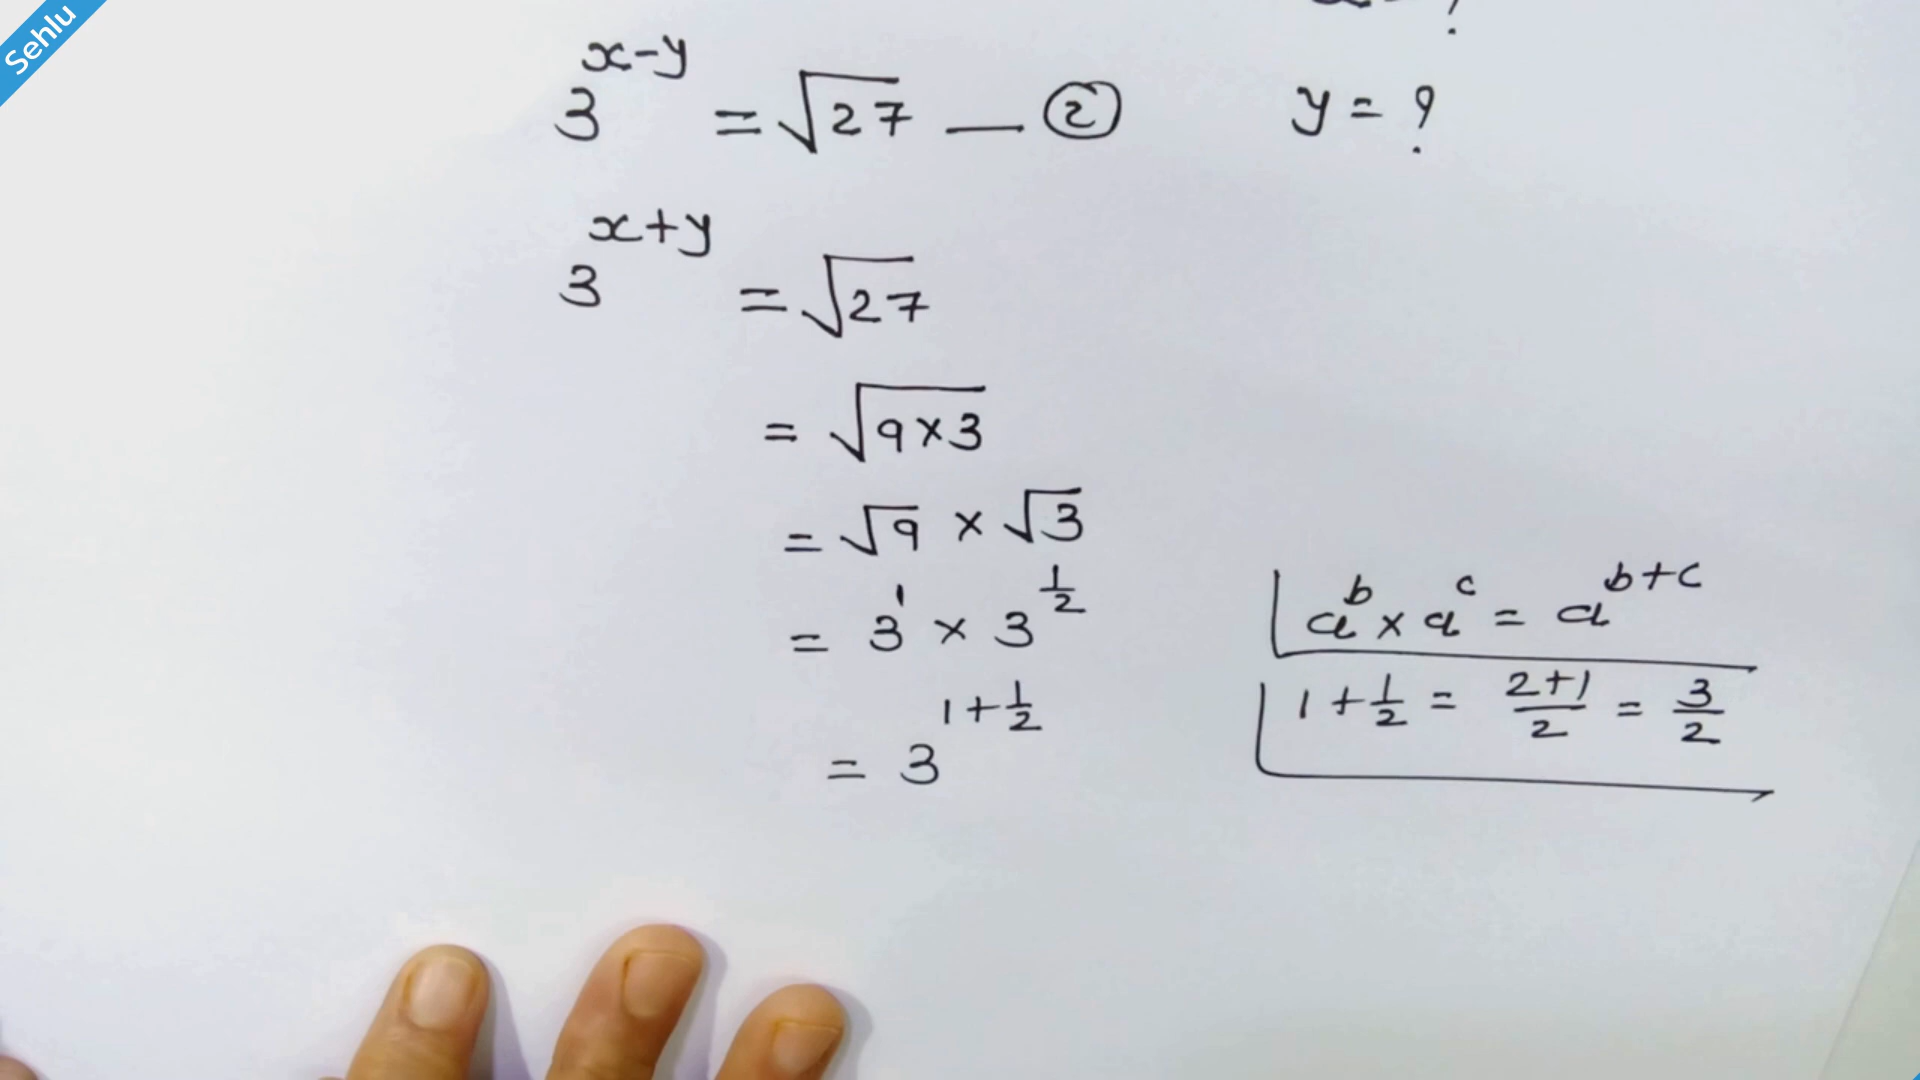 Sehlu
3^{x-y} = √27 — ②
y = ?
3^{x+y} = √27
= √(9×3)
= √9 × √3
= 3^1 × 3^{1/2}
= 3^{1+1/2}
a^b × a^c = a^{b+c}
1 + 1/2 = (2+1)/2 = 3/2